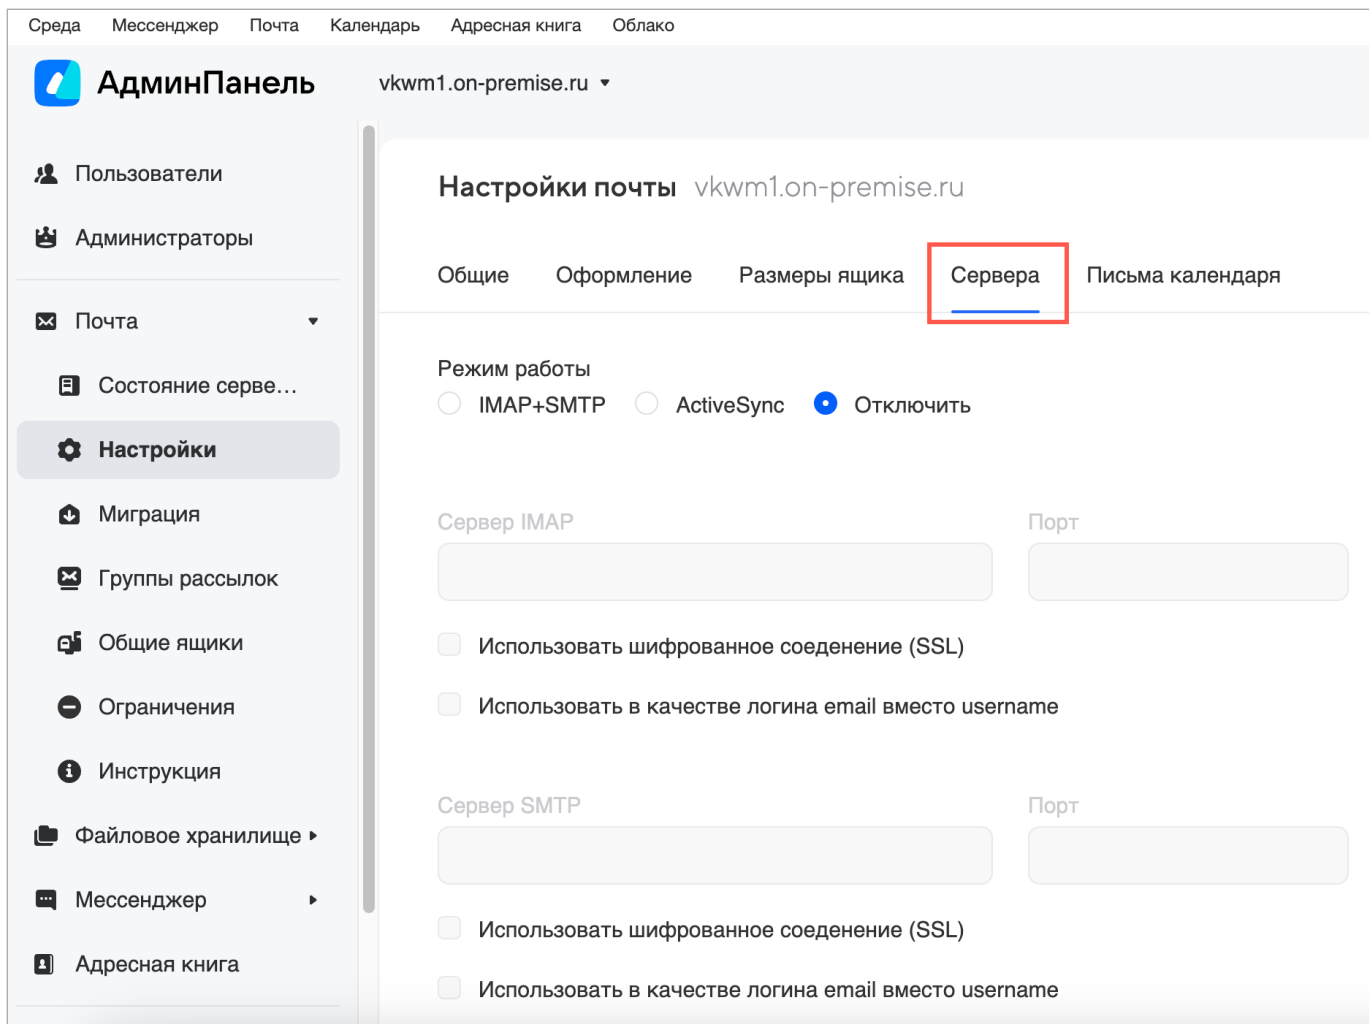 Среда Мессенджер Почта Календарь Адресная книга Облако
АдминПанель vkwm1.on-premise.ru
Пользователи
Администраторы
Почта
Состояние серве...
Настройки
Миграция
Группы рассылок
Общие ящики
Ограничения
Инструкция
Файловое хранилище
Мессенджер
Адресная книга
Настройки почты vkwm1.on-premise.ru
Общие Оформление Размеры ящика Сервера Письма календаря
Режим работы
IMAP+SMTP ActiveSync Отключить
Сервер IMAP Порт
Использовать шифрованное соеденение (SSL)
Использовать в качестве логина email вместо username
Сервер SMTP Порт
Использовать шифрованное соеденение (SSL)
Использовать в качестве логина email вместо username